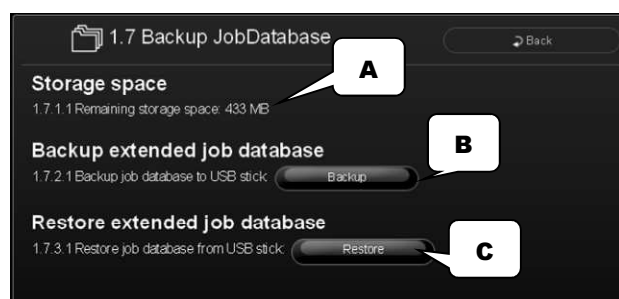 1.7 Backup JobDatabase
Back
A
Storage space
1.7.1.1 Remaining storage space: 433 MB
B
Backup extended job database
1.7.2.1 Backup job database to USB stick: Backup
Restore extended job database
1.7.3.1 Restore job database from USB stick: Restore
C